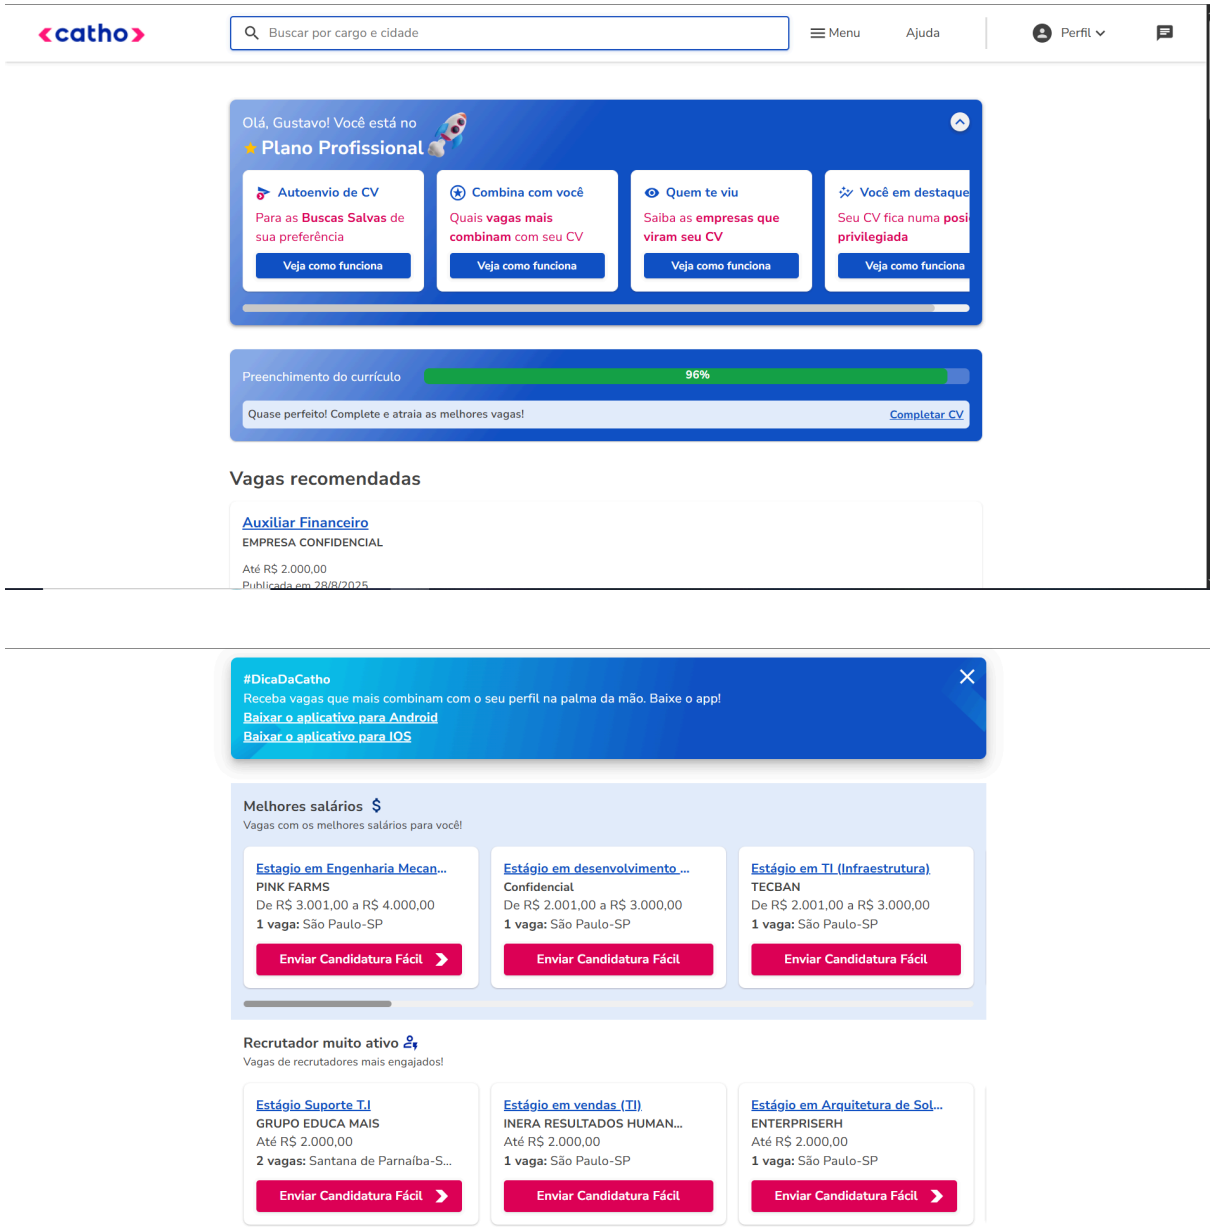 catho
Buscar por cargo e cidade
Menu
Ajuda
Perfil
Olá, Gustavo! Você está no
Plano Profissional
Autoenvio de CV
Para as Buscas Salvas de
sua preferência
Veja como funciona
Combina com você
Quais vagas mais
combinam com seu CV
Veja como funciona
Quem te viu
Saiba as empresas que
viram seu CV
Veja como funciona
Você em destaque
Seu CV fica numa posi
privilegiada
Veja como funciona
Preenchimento do currículo
96%
Quase perfeito! Complete e atraia as melhores vagas!
Completar CV
Vagas recomendadas
Auxiliar Financeiro
EMPRESA CONFIDENCIAL
Até R$ 2.000,00
Publicada em 28/8/2025
#DicaDaCatho
Receba vagas que mais combinam com o seu perfil na palma da mão. Baixe o app!
Baixar o aplicativo para Android
Baixar o aplicativo para IOS
Melhores salários $
Vagas com os melhores salários para você!
Estagio em Engenharia Mecan...
PINK FARMS
De R$ 3.001,00 a R$ 4.000,00
1 vaga: São Paulo-SP
Enviar Candidatura Fácil
Estágio em desenvolvimento ...
Confidencial
De R$ 2.001,00 a R$ 3.000,00
1 vaga: São Paulo-SP
Enviar Candidatura Fácil
Estágio em TI (Infraestrutura)
TECBAN
De R$ 2.001,00 a R$ 3.000,00
1 vaga: São Paulo-SP
Enviar Candidatura Fácil
Recrutador muito ativo
Vagas de recrutadores mais engajados!
Estágio Suporte T.I
GRUPO EDUCA MAIS
Até R$ 2.000,00
2 vagas: Santana de Parnaíba-S...
Enviar Candidatura Fácil
Estágio em vendas (TI)
INERA RESULTADOS HUMAN...
Até R$ 2.000,00
1 vaga: São Paulo-SP
Enviar Candidatura Fácil
Estágio em Arquitetura de Sol...
ENTERPRISERH
Até R$ 2.000,00
1 vaga: São Paulo-SP
Enviar Candidatura Fácil